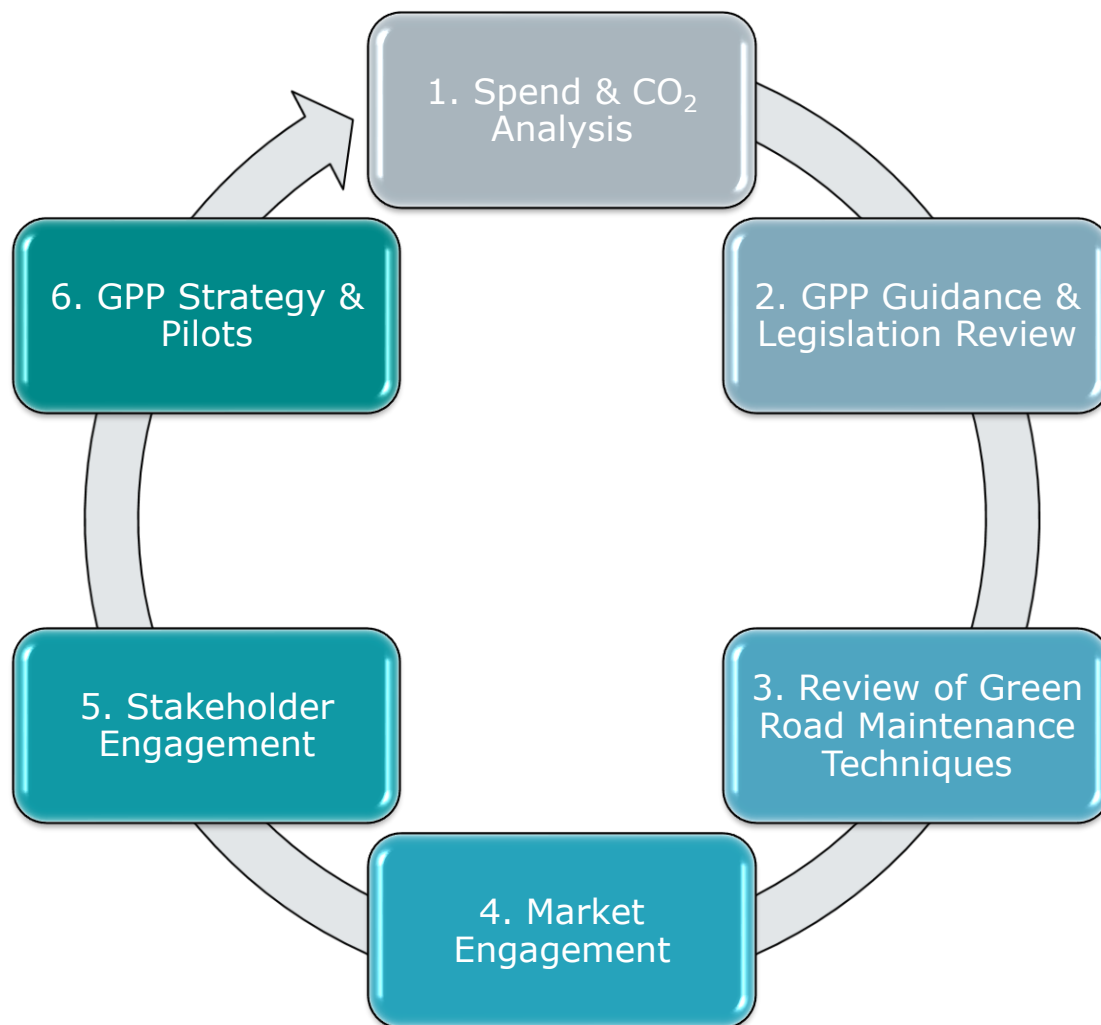 1. Spend & CO₂
Analysis
2. GPP Guidance &
Legislation Review
3. Review of Green
Road Maintenance
Techniques
4. Market
Engagement
5. Stakeholder
Engagement
6. GPP Strategy &
Pilots